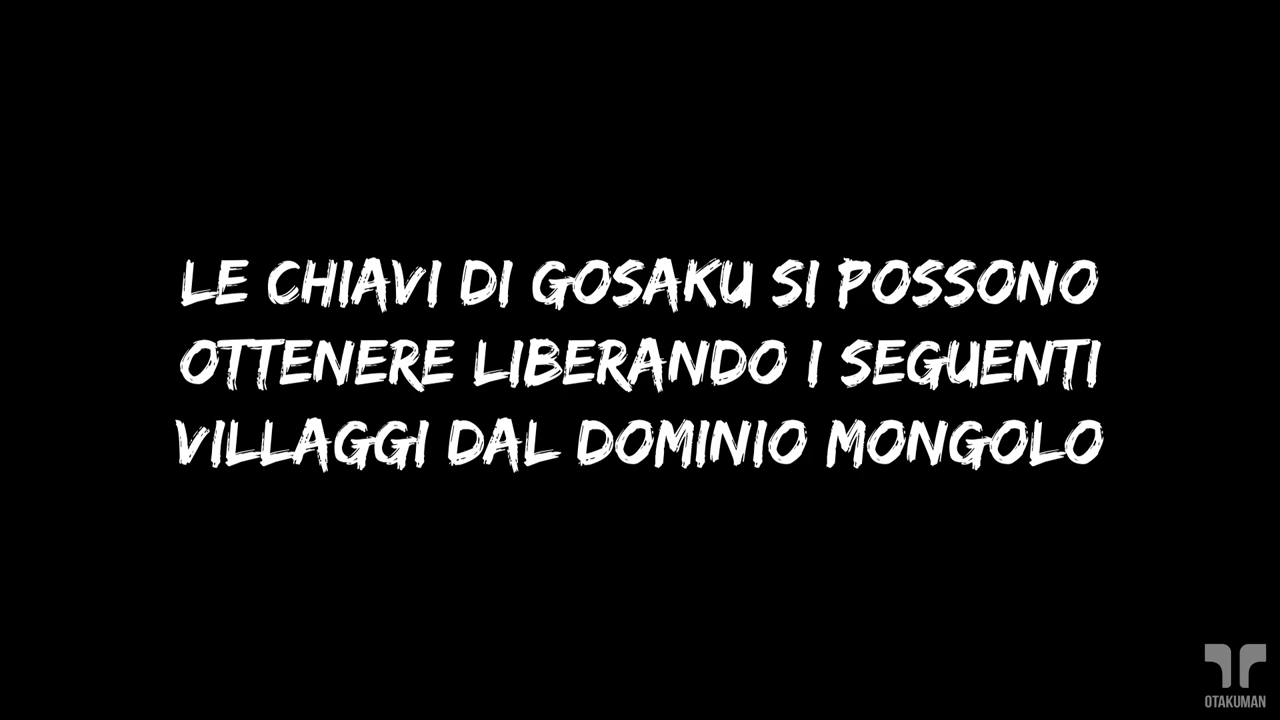 LE CHIAVI DI GOSAKU SI POSSONO
OTTENERE LIBERANDO I SEGUENTI
VILLAGGI DAL DOMINIO MONGOLO
OTAKUMAN